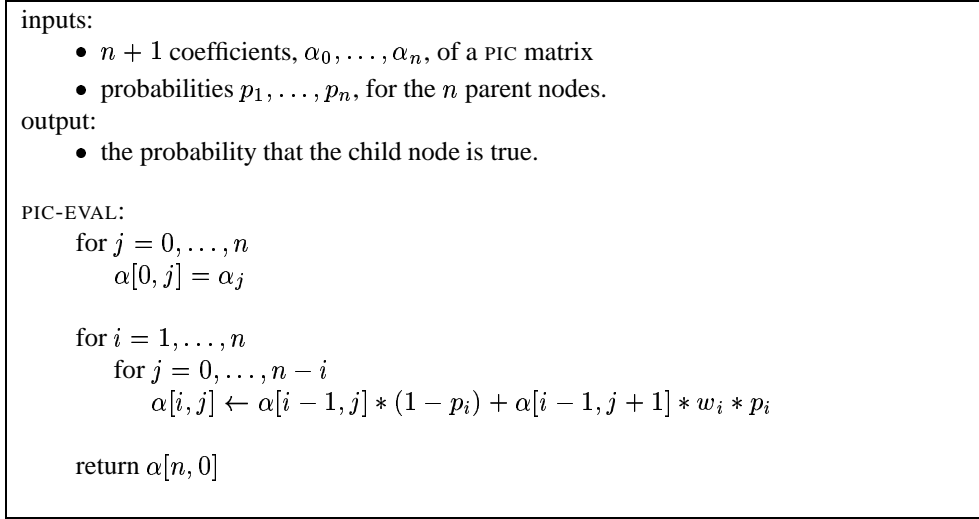 inputs:
• n + 1 coefficients, α₀, . . . , αₙ, of a PIC matrix
• probabilities p₁, . . . , pₙ, for the n parent nodes.
output:
• the probability that the child node is true.
PIC-EVAL:
for j = 0, . . . , n
α[0, j] = αⱼ
for i = 1, . . . , n
for j = 0, . . . , n − i
α[i, j] ← α[i − 1, j] ∗ (1 − pᵢ) + α[i − 1, j + 1] ∗ wᵢ ∗ pᵢ
return α[n, 0]